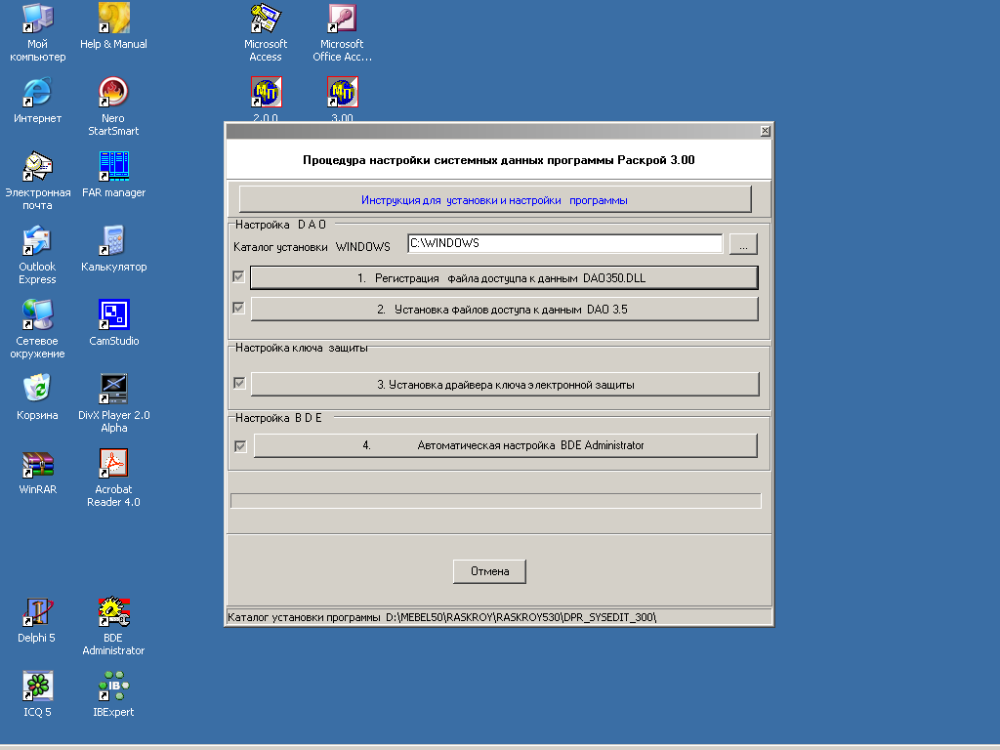 Мой
компьютер
Help & Manual
Microsoft
Access
Microsoft
Office Acc...
Интернет
Nero
StartSmart
2.0.0
3.00
Электронная
почта
FAR manager
Outlook
Express
Калькулятор
Сетевое
окружение
CamStudio
Корзина
DivX Player 2.0
Alpha
WinRAR
Acrobat
Reader 4.0
Delphi 5
BDE
Administrator
ICQ 5
IB
IBExpert
Процедура настройки системных данных программы Раскрой 3.00
Инструкция для установки и настройки программы
Настройка D A O
Каталог установки WINDOWS C:\WINDOWS ...
1. Регистрация файла доступа к данным DAO350.DLL
2. Установка файлов доступа к данным DAO 3.5
Настройка ключа защиты
3. Установка драйвера ключа электронной защиты
Настройка B D E
4. Автоматическая настройка BDE Administrator
Отмена
Каталог установки программы D:\MEBEL50\RASKROY\RASKROY530\DPR_SYSEDIT_300\